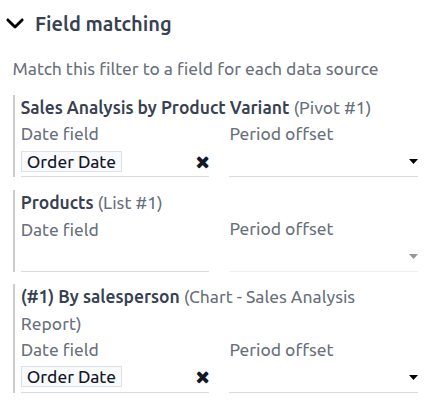 Field matching
Match this filter to a field for each data source
Sales Analysis by Product Variant (Pivot #1)
Date field Period offset
Order Date
Products (List #1)
Date field Period offset
(#1) By salesperson (Chart - Sales Analysis
Report)
Date field Period offset
Order Date